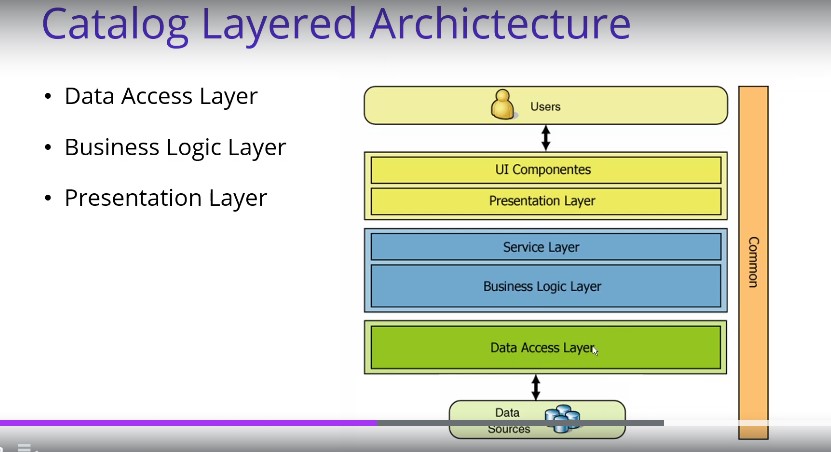 Catalog Layered Archictecture
• Data Access Layer
• Business Logic Layer
• Presentation Layer
Users
UI Componentes
Presentation Layer
Service Layer
Business Logic Layer
Data Access Layer
Data
Sources
Common